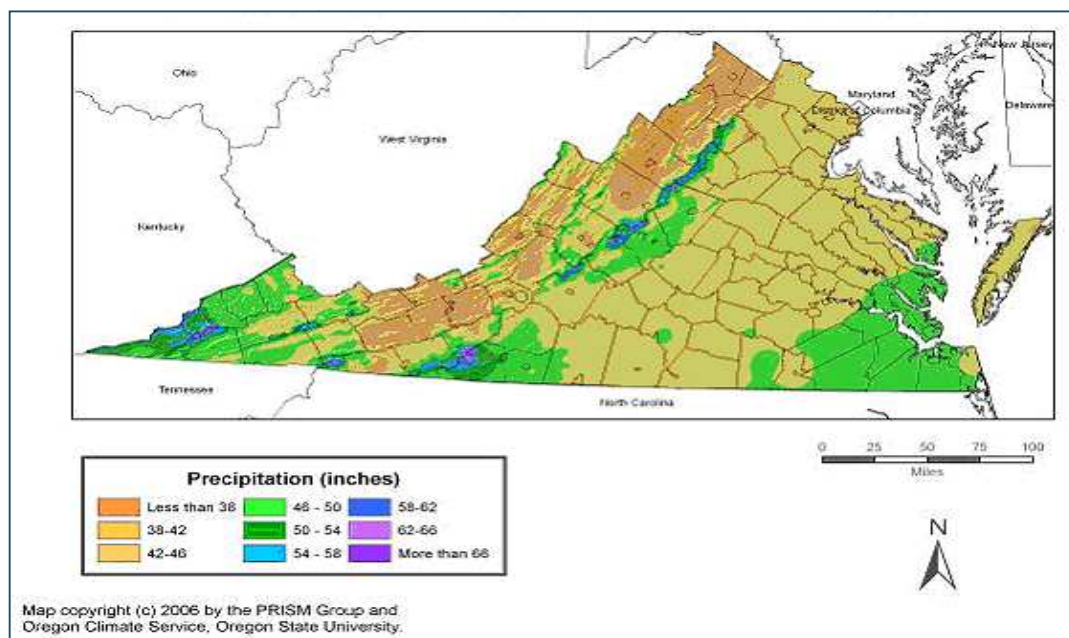 New Jersey
Ohio
Maryland
District of Columbia
Delaware
West Virginia
Kentucky
Tennessee
North Carolina
0 25 50 75 100
Miles
Precipitation (inches)
Less than 38
46 - 50
58-62
38-42
50 - 54
62-66
42-46
54 - 58
More than 66
N
Map copyright (c) 2006 by the PRISM Group and
Oregon Climate Service, Oregon State University.